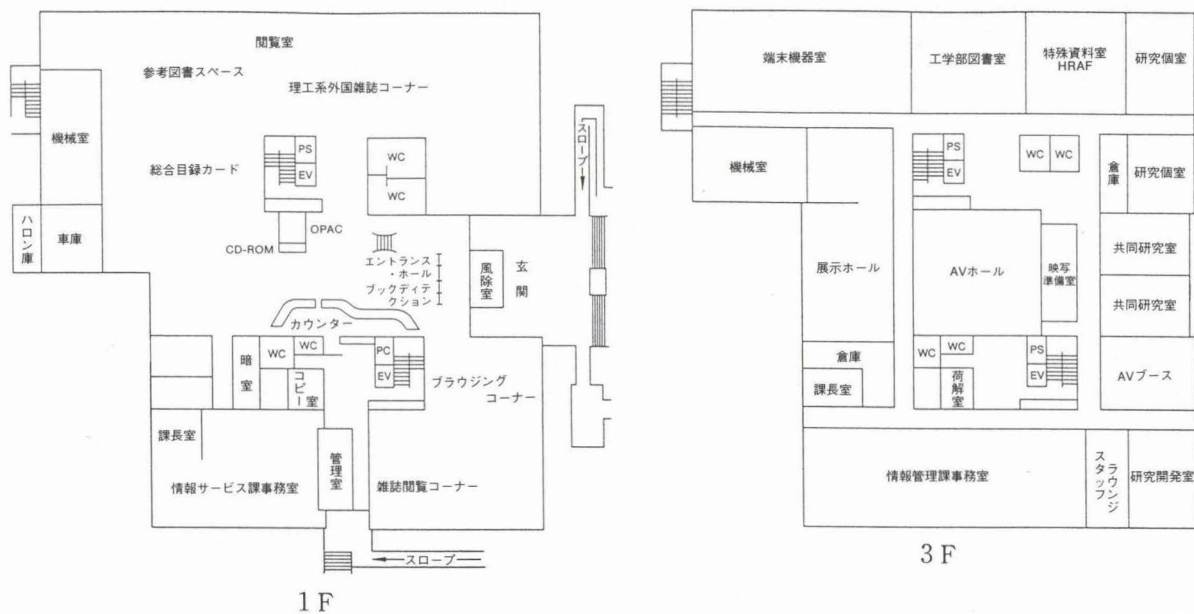 閲覧室
参考図書スペース
理工系外国雑誌コーナー
機械室
総合目録カード
PS
EV
WC
WC
スロープ
ハロン庫
車庫
OPAC
CD-ROM
エントランス
・ホール
ブックディテ
クション
風除室
玄関
カウンター
暗室
WC
WC
コピー室
PC
EV
ブラウジング
コーナー
課長室
情報サービス課事務室
管理室
雑誌閲覧コーナー
スロープ
1F
端末機器室
工学部図書室
特殊資料室
HRAF
研究個室
機械室
PS
EV
WC
WC
倉庫
研究個室
展示ホール
AVホール
映写
準備室
共同研究室
共同研究室
倉庫
課長室
WC
WC
荷解室
PS
EV
AVブース
情報管理課事務室
スタッフ
ラウンジ
研究開発室
3F